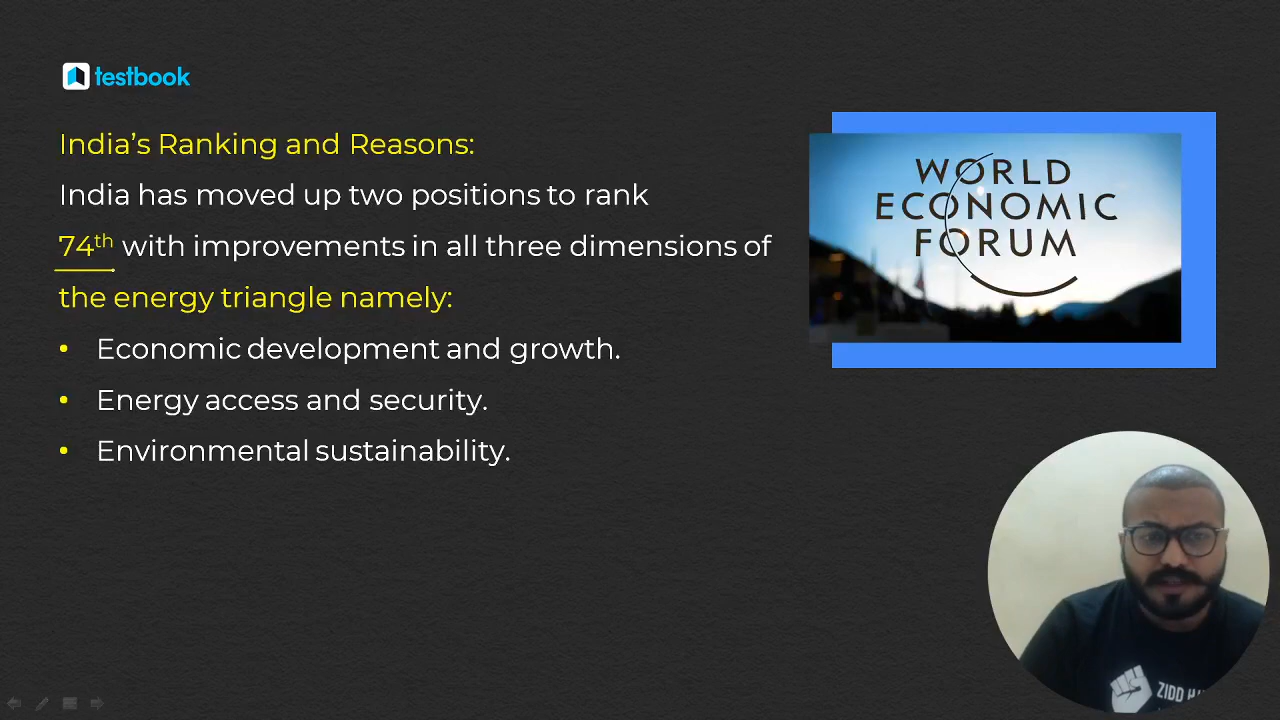 testbook
India's Ranking and Reasons:
India has moved up two positions to rank
74th with improvements in all three dimensions of
the energy triangle namely:
• Economic development and growth.
• Energy access and security.
• Environmental sustainability.
WORLD
ECONOMIC
FORUM
ZIDD